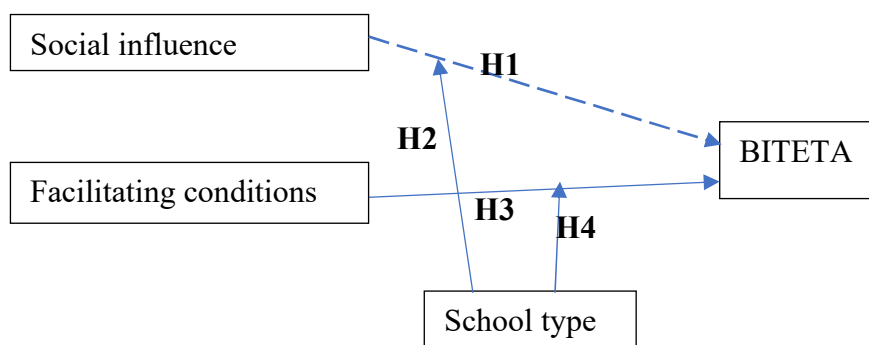 Social influence
H1
H2
BITETA
Facilitating conditions
H3
H4
School type